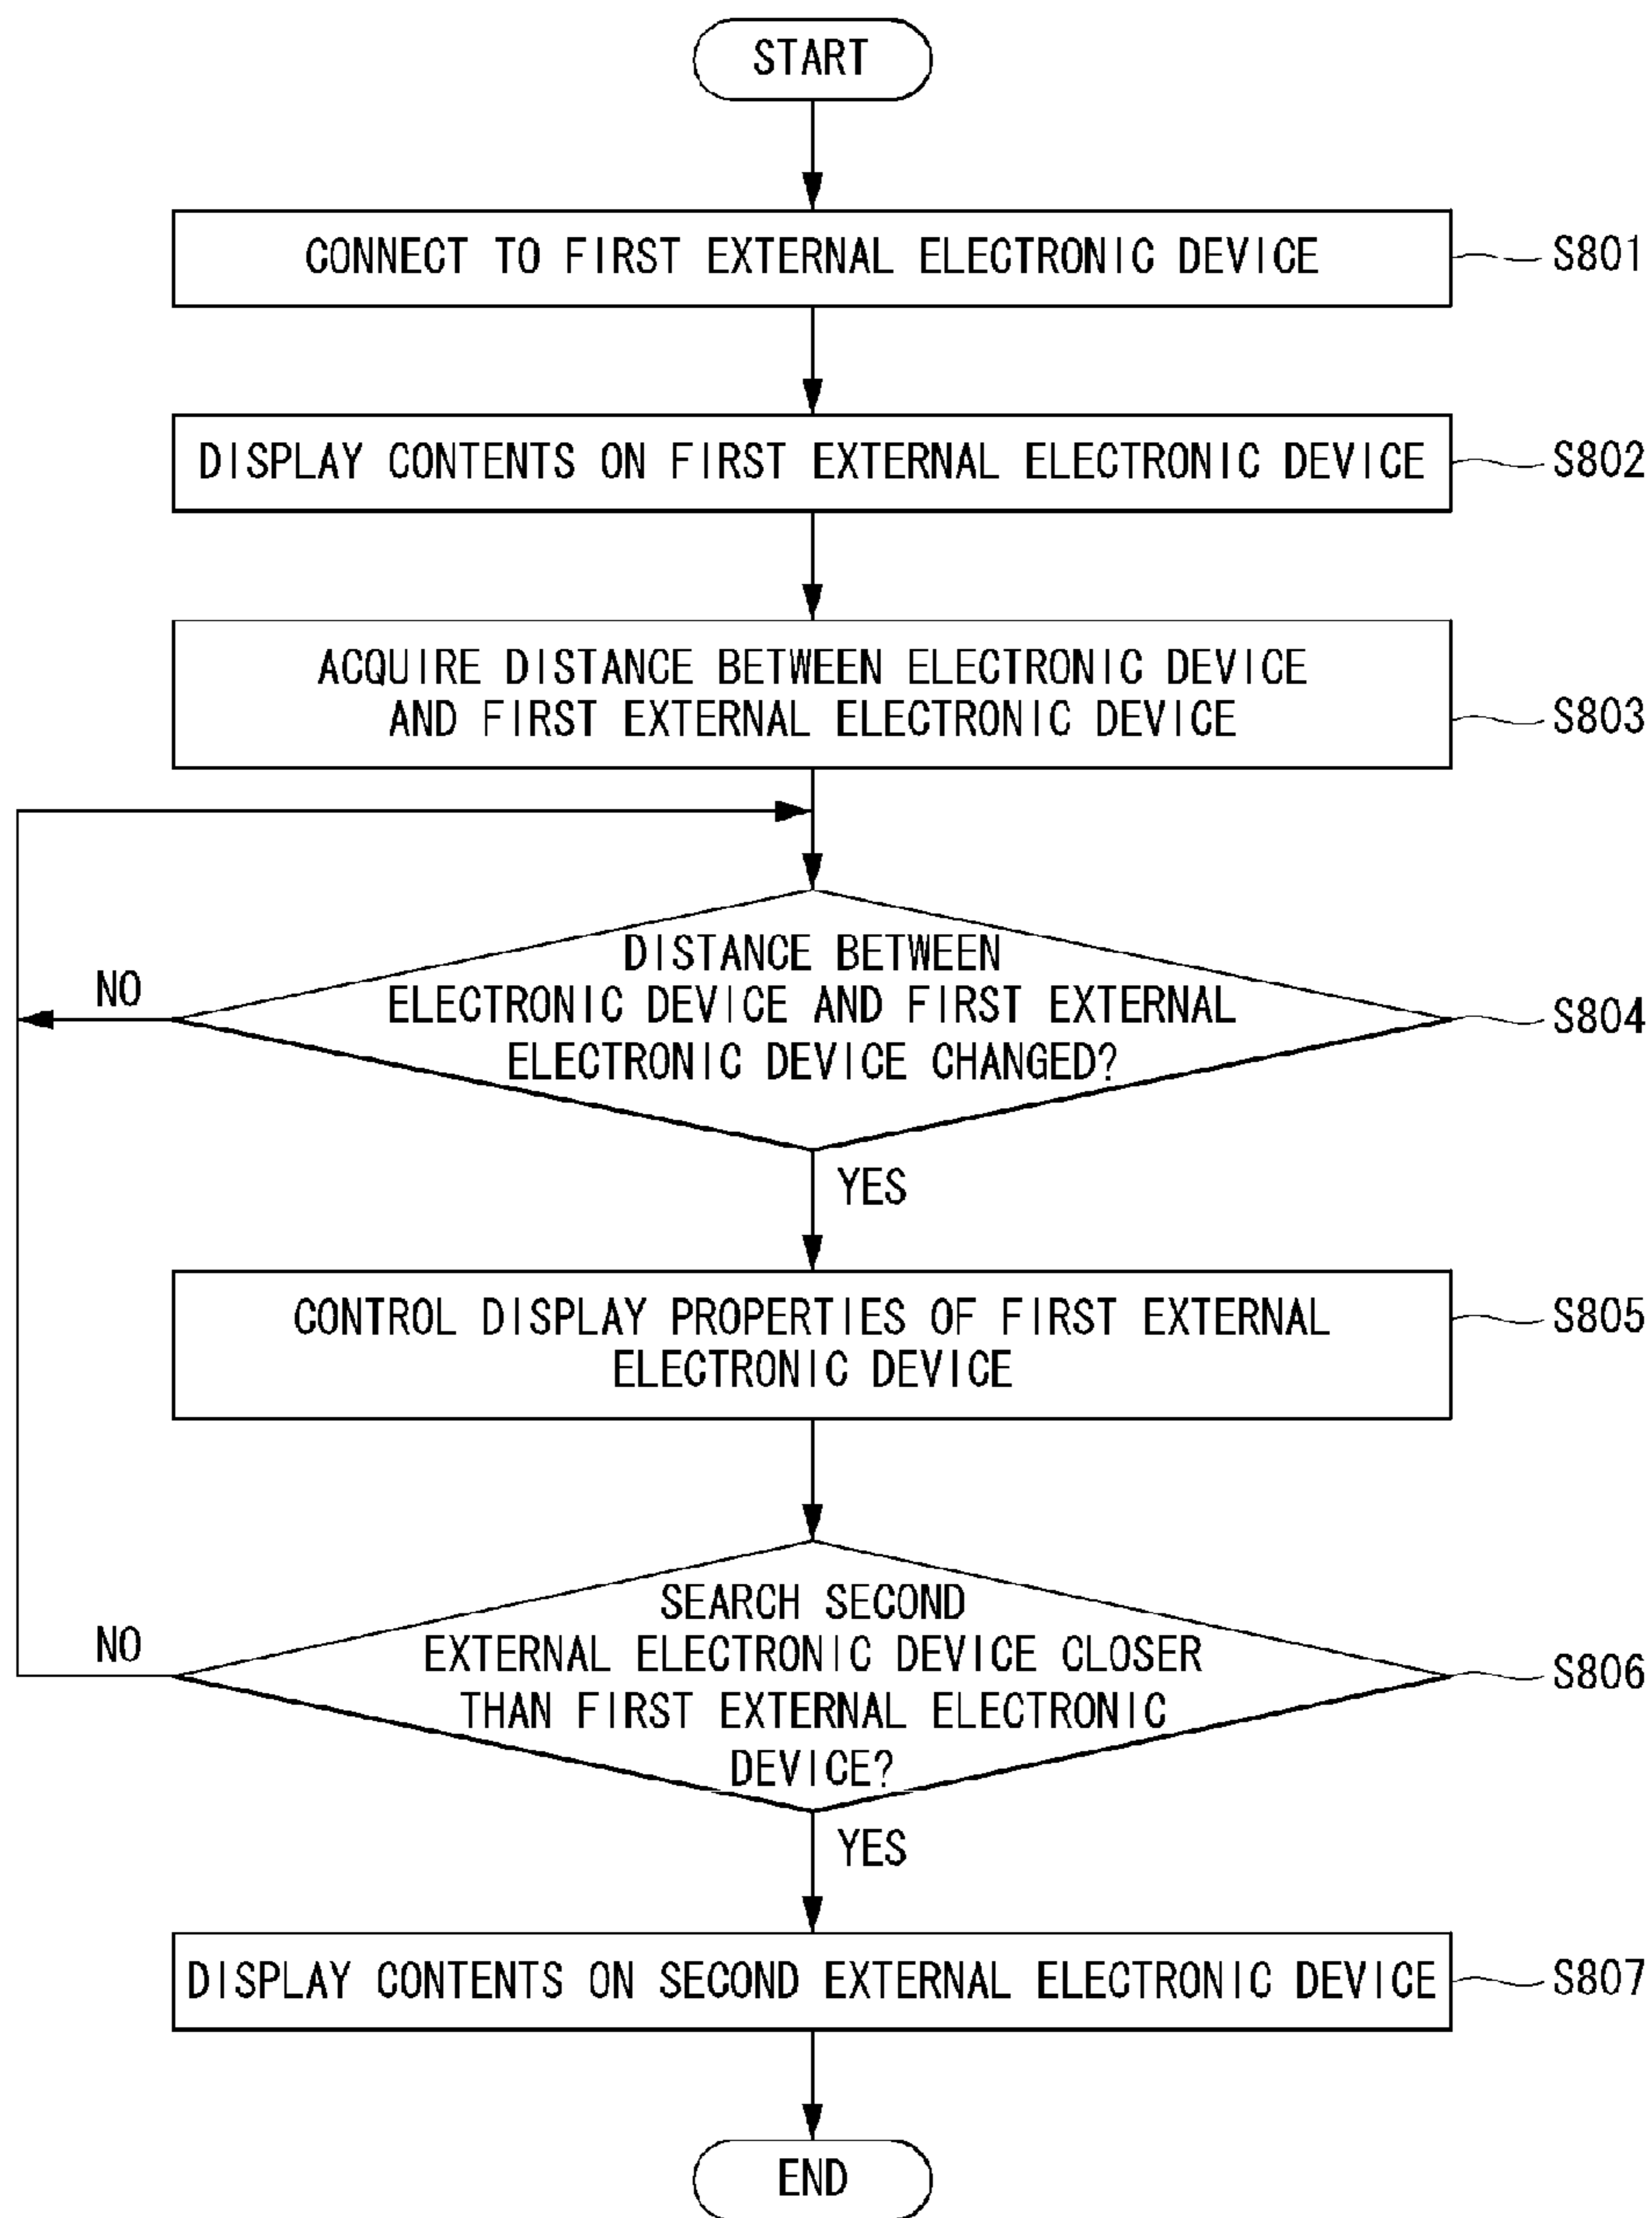 START
CONNECT TO FIRST EXTERNAL ELECTRONIC DEVICE
S801
DISPLAY CONTENTS ON FIRST EXTERNAL ELECTRONIC DEVICE
S802
ACQUIRE DISTANCE BETWEEN ELECTRONIC DEVICE
AND FIRST EXTERNAL ELECTRONIC DEVICE
S803
DISTANCE BETWEEN
ELECTRONIC DEVICE AND FIRST EXTERNAL
ELECTRONIC DEVICE CHANGED?
NO
S804
YES
CONTROL DISPLAY PROPERTIES OF FIRST EXTERNAL
ELECTRONIC DEVICE
S805
SEARCH SECOND
EXTERNAL ELECTRONIC DEVICE CLOSER
THAN FIRST EXTERNAL ELECTRONIC
DEVICE?
NO
S806
YES
DISPLAY CONTENTS ON SECOND EXTERNAL ELECTRONIC DEVICE
S807
END